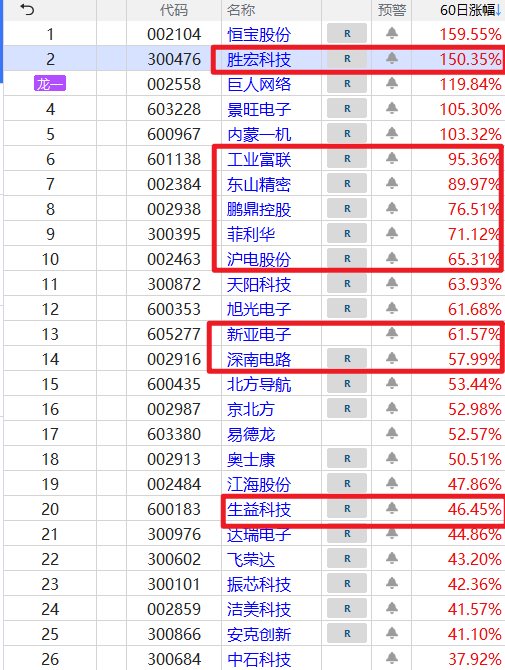 代码 名称 预警 60日涨幅↓
1 002104 恒宝股份 R 159.55%
2 300476 胜宏科技 R 150.35%
龙一 002558 巨人网络 R 119.84%
4 603228 景旺电子 R 105.30%
5 600967 内蒙一机 R 103.32%
6 601138 工业富联 R 95.36%
7 002384 东山精密 R 89.97%
8 002938 鹏鼎控股 R 76.51%
9 300395 菲利华 R 71.12%
10 002463 沪电股份 R 65.31%
11 300872 天阳科技 R 63.93%
12 600353 旭光电子 R 61.68%
13 605277 新亚电子 61.57%
14 002916 深南电路 R 57.99%
15 600435 北方导航 R 53.44%
16 002987 京北方 R 52.98%
17 603380 易德龙 52.57%
18 002913 奥士康 R 50.51%
19 002484 江海股份 R 47.86%
20 600183 生益科技 R 46.45%
21 300976 达瑞电子 R 44.86%
22 300602 飞荣达 R 43.20%
23 300101 振芯科技 R 42.36%
24 002859 洁美科技 R 41.57%
25 300866 安克创新 R 41.10%
26 300684 中石科技 R 37.92%